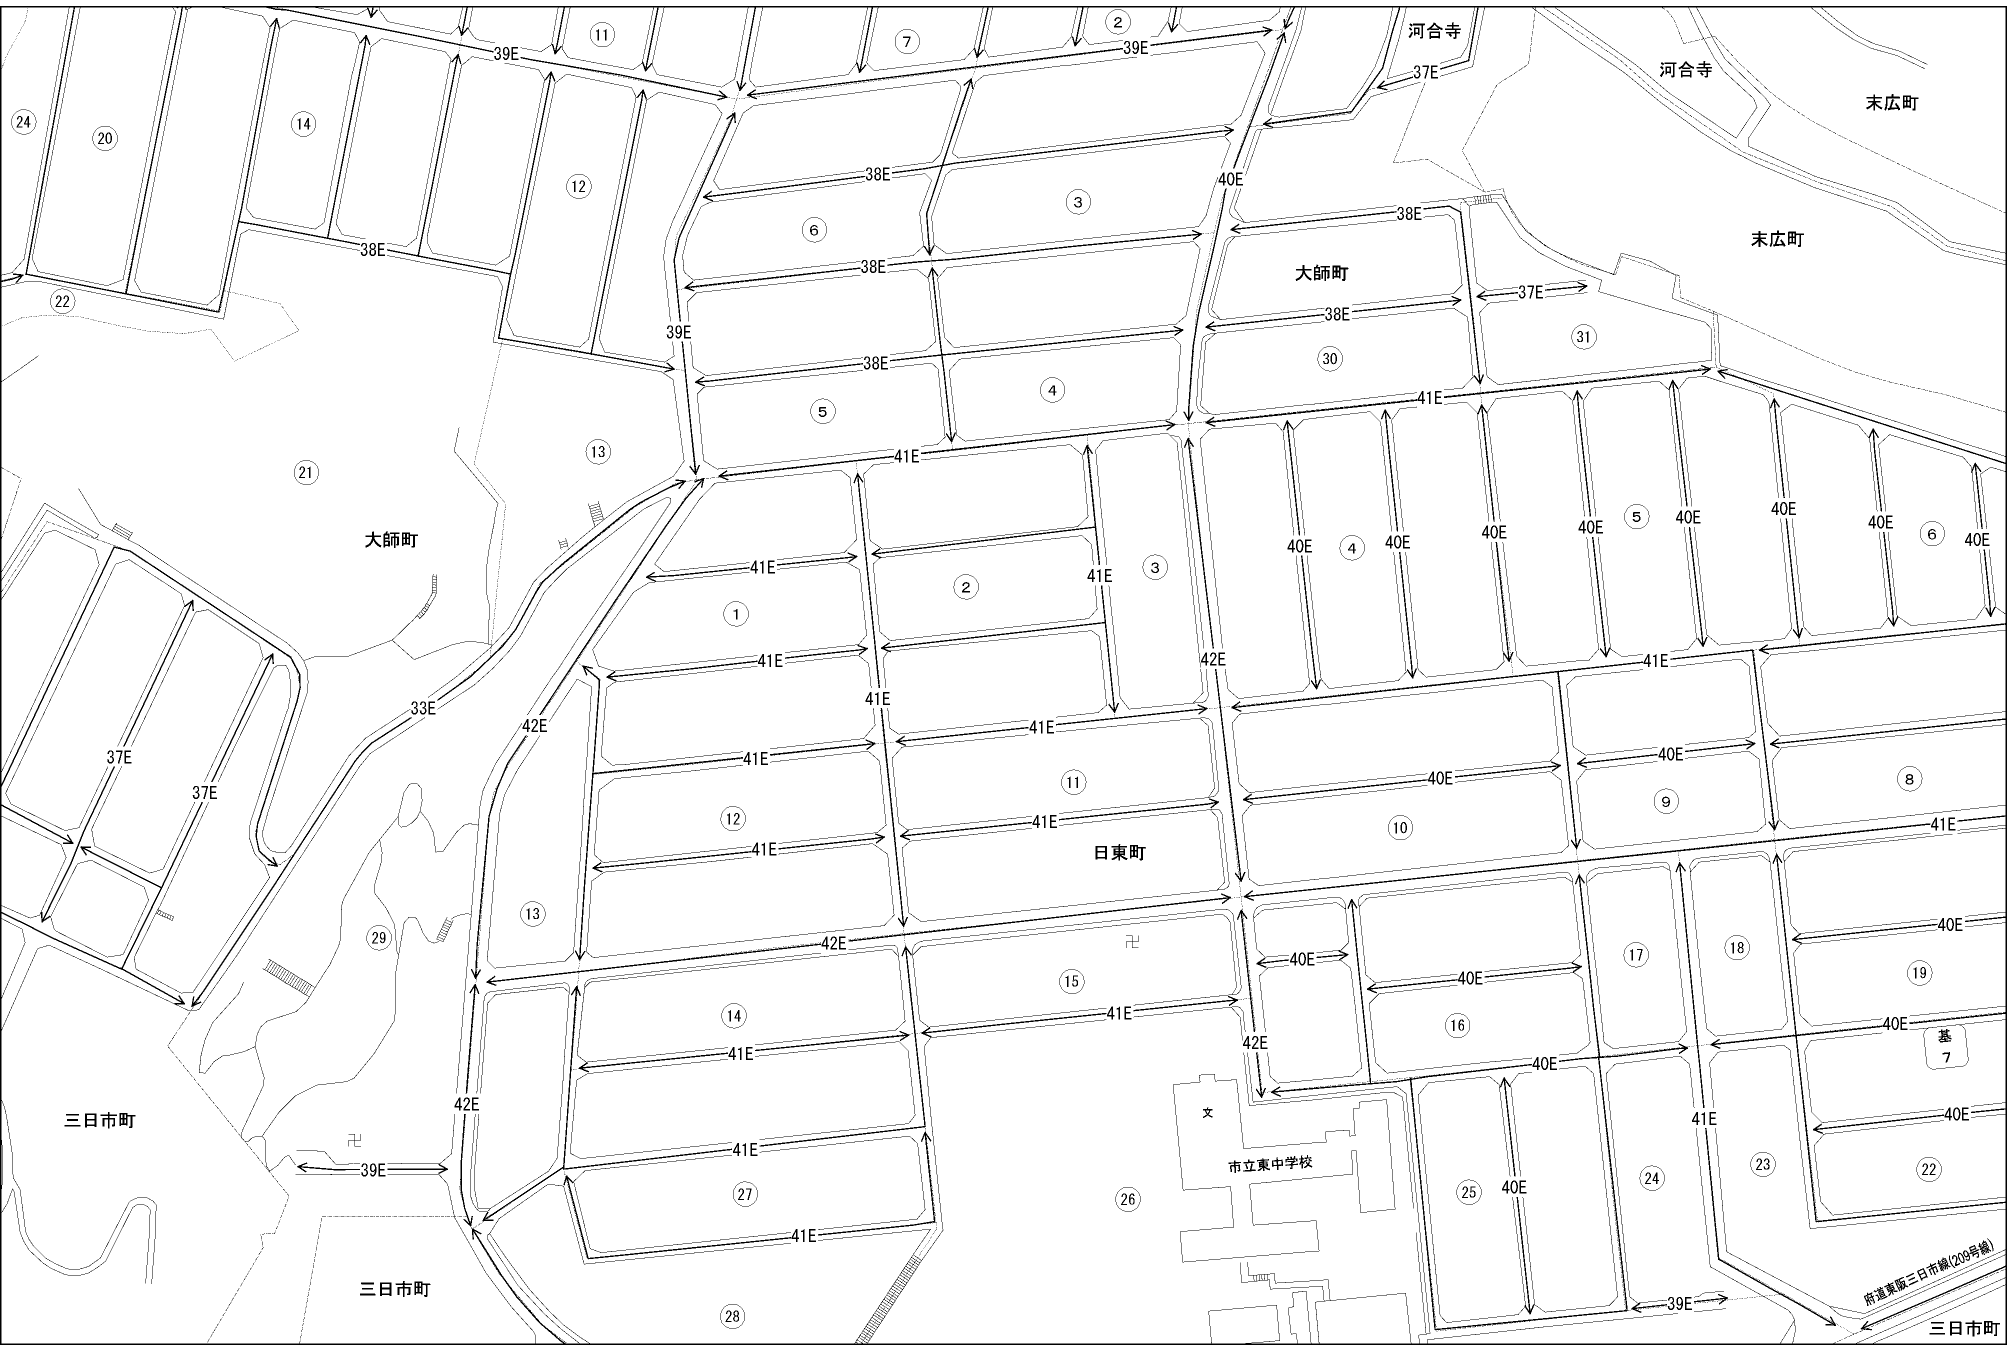 ② 
⑪
⑦
39E
39E
河合寺
河合寺
37E
末広町
㉔
⑳
⑭
⑫
38E
40E
③
38E
⑥
末広町
38E
38E
大師町
㉒
37E
38E
39E
31
38E
30
④
⑤
41E
13
41E
21
40E
40E
40E
40E
40E
40E
40E
40E
④
⑤
⑥
大師町
41E
41E
③
②
①
41E
42E
41E
41E
33E
42E
41E
37E
41E
40E
40E
37E
⑪
⑨
⑧
⑫
⑩
41E
41E
41E
日東町
⑬
㉙
42E
卍
40E
40E
40E
⑰
⑱
⑲
⑮
⑭
41E
42E
⑯
40E
基
7
41E
40E
42E
文
41E
40E
三日市町
卍
41E
39E
市立東中学校
㉓
㉒
㉗
㉖
㉕
40E
㉔
41E
府道東阪三日市線(209号線)
三日市町
39E
㉘
三日市町